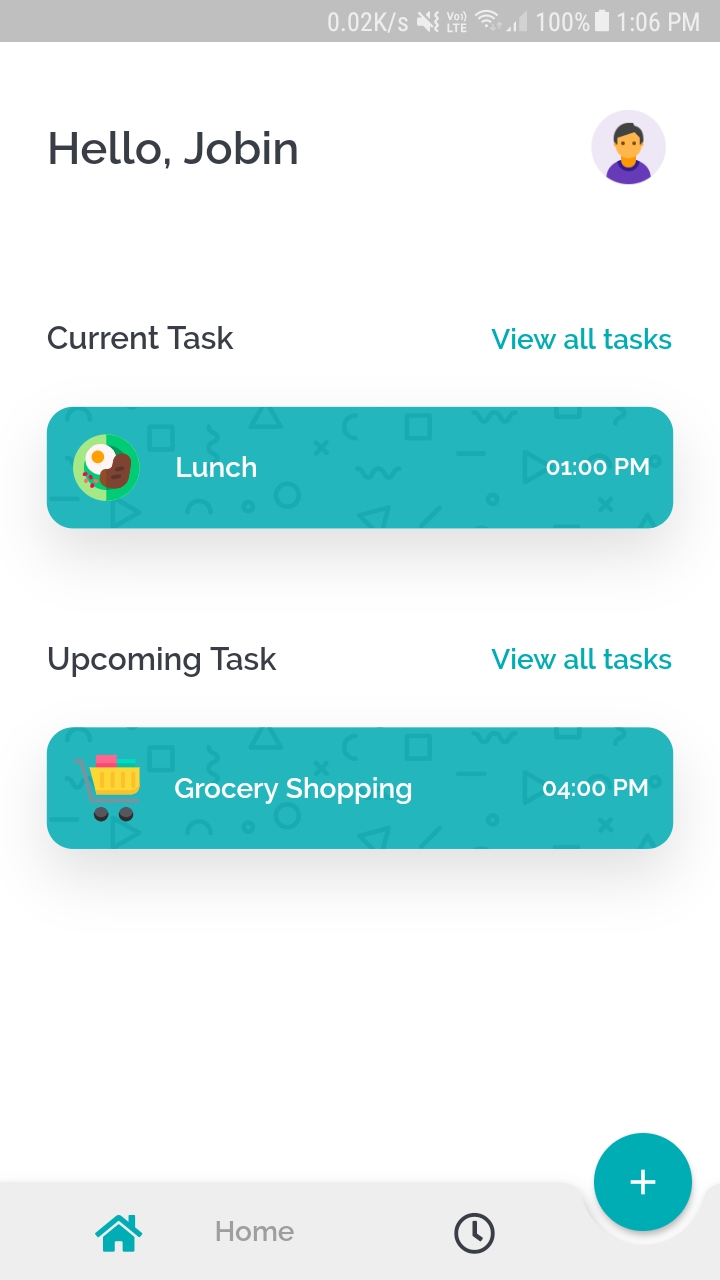 0.02K/s Vo)) LTE 100% 1:06 PM
Hello, Jobin
Current Task View all tasks
Lunch 01:00 PM
Upcoming Task View all tasks
Grocery Shopping 04:00 PM
Home